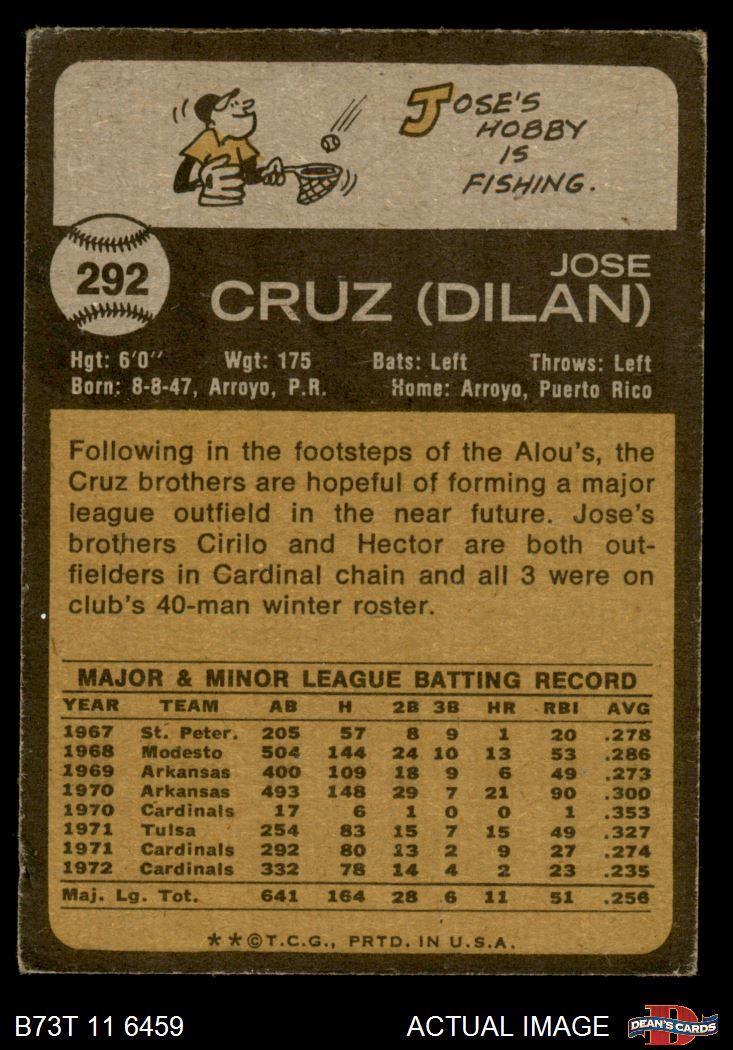 JOSE'S
HOBBY
IS
FISHING.
292
JOSE
CRUZ (DILAN)
Hgt: 6'0" Wgt: 175 Bats: Left Throws: Left
Born: 8-8-47, Arroyo, P.R. Home: Arroyo, Puerto Rico
Following in the footsteps of the Alou's, the
Cruz brothers are hopeful of forming a major
league outfield in the near future. Jose's
brothers Cirilo and Hector are both out-
fielders in Cardinal chain and all 3 were on
club's 40-man winter roster.
MAJOR & MINOR LEAGUE BATTING RECORD
YEAR TEAM AB H 2B 3B HR RBI AVG
1967 St. Peter. 205 57 8 9 1 20 .278
1968 Modesto 504 144 24 10 13 53 .286
1969 Arkansas 400 109 18 9 6 49 .273
1970 Arkansas 493 148 29 7 21 90 .300
1970 Cardinals 17 6 1 0 0 1 .353
1971 Tulsa 254 83 15 7 15 49 .327
1971 Cardinals 292 80 13 2 9 27 .274
1972 Cardinals 332 78 14 4 2 23 .235
Maj. Lg. Tot. 641 164 28 6 11 51 .256
**©T.C.G., PRTD. IN U.S.A.
B73T 11 6459 ACTUAL IMAGE D DEAN'S CARDS